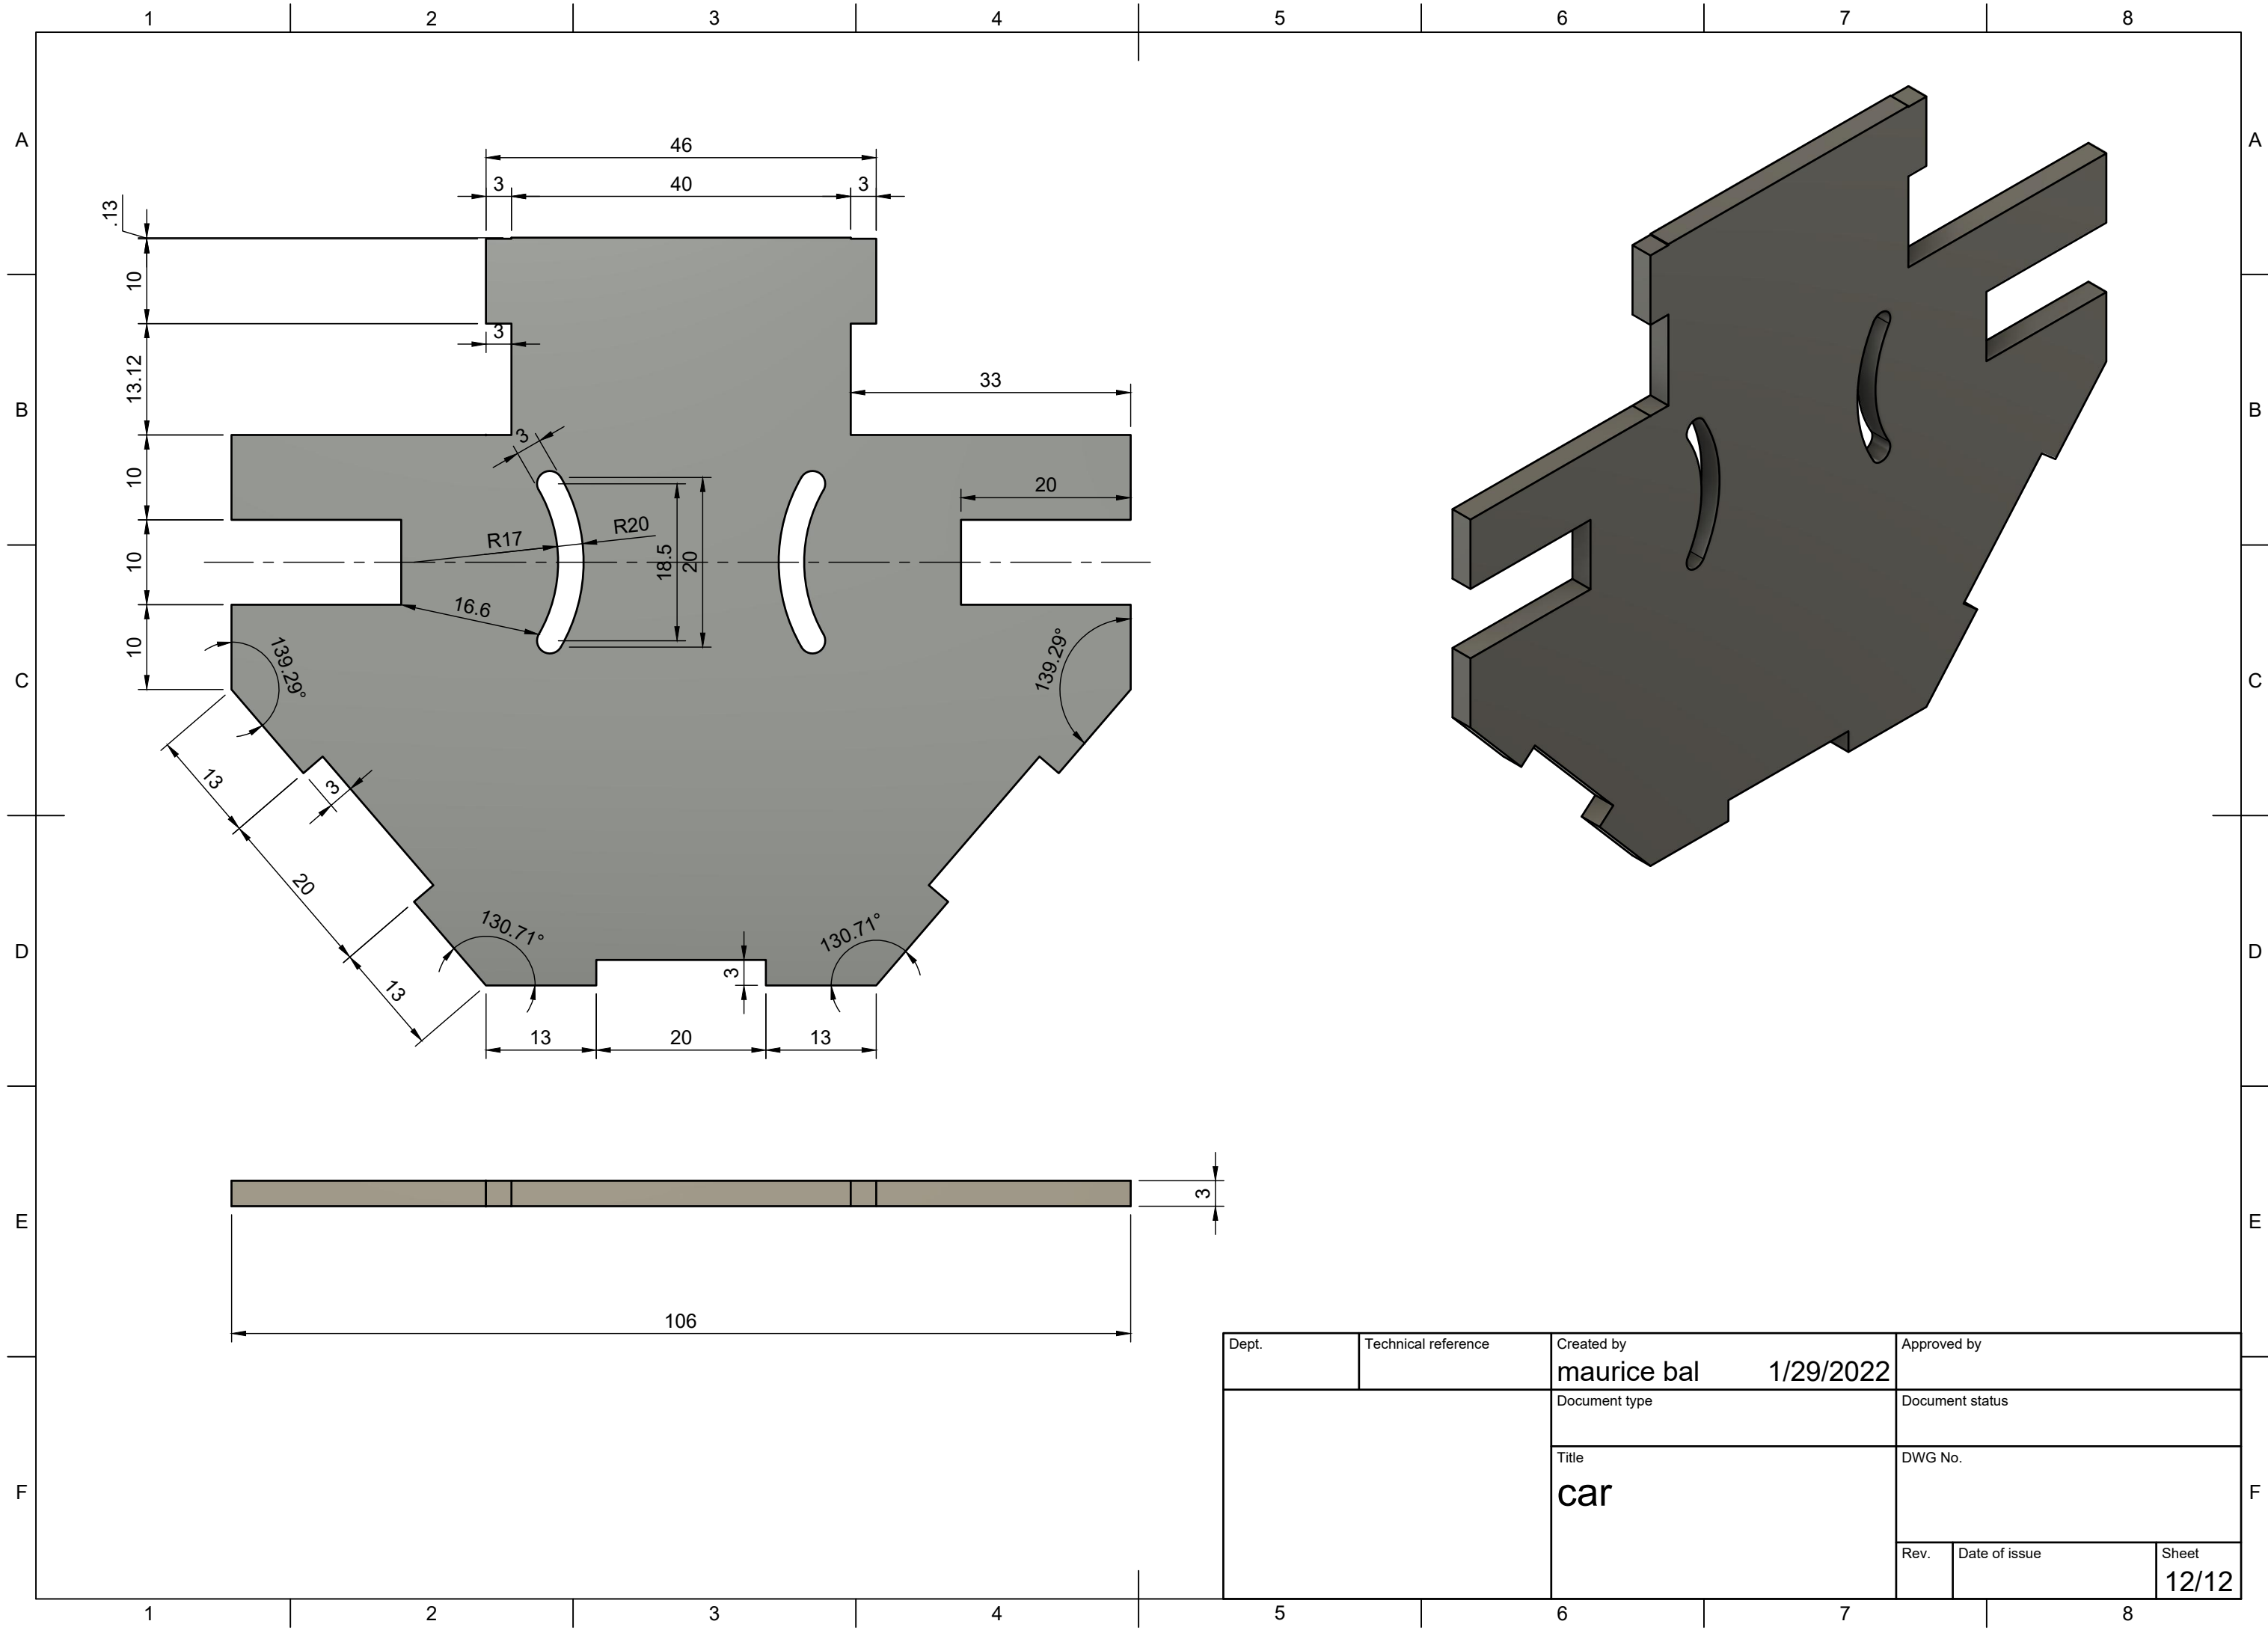 1 2 3 4 5 6 7 8
A A
46
3 40 3
.13
10
3
13.12
33
B B
3
10
20
R17 R20
10
18.5
20
16.6
10
139.29° 139.29°
C C
13
3
20
130.71° 130.71°
D D
3
13
13 20 13
3
E E
106
Dept. Technical reference Created by Approved by
maurice bal 1/29/2022
Document type Document status
Title DWG No.
car
F F
Rev. Date of issue Sheet
12/12
1 2 3 4 5 6 7 8